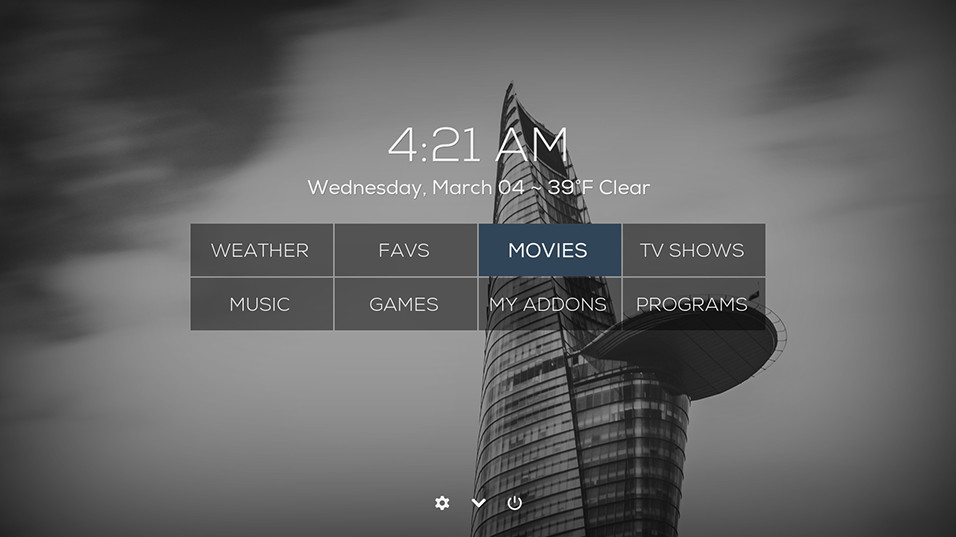 4:21 AM
Wednesday, March 04 ~ 39°F Clear
WEATHER FAVS MOVIES TV SHOWS
MUSIC GAMES MY ADDONS PROGRAMS